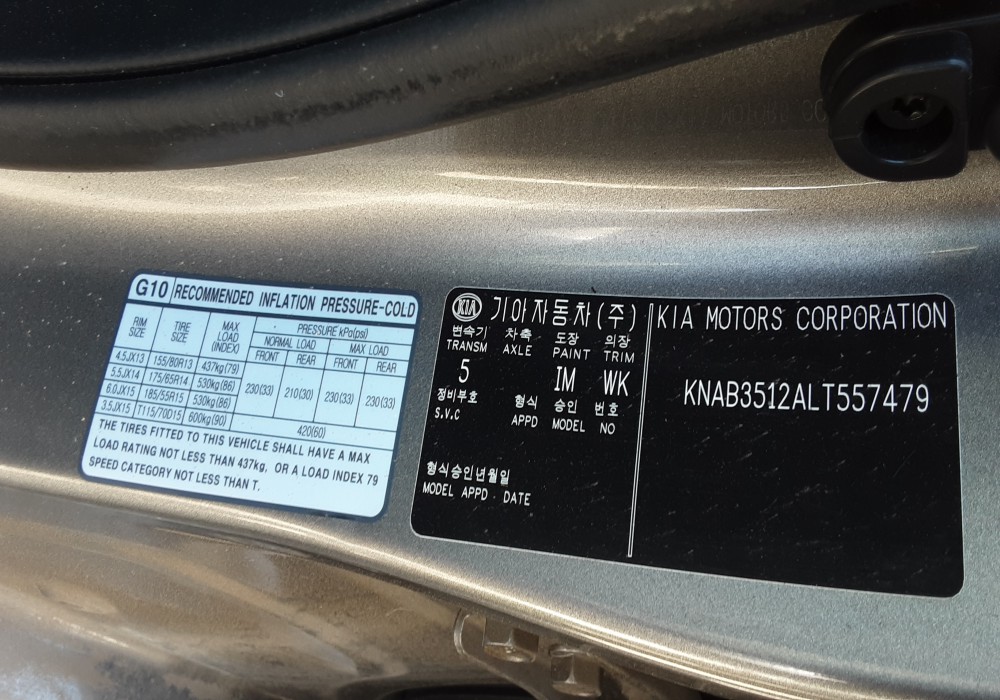 G10 RECOMMENDED INFLATION PRESSURE-COLD
RIM SIZE TIRE SIZE MAX LOAD (INDEX) PRESSURE kPa(psi)
NORMAL LOAD MAX LOAD
FRONT REAR FRONT REAR
4.5JX13 155/80R13 437kg(79)
5.5JX14 175/65R14 530kg(86)
6.0JX15 185/55R15 530kg(86)
230(33) 210(30) 230(33) 230(33)
3.5JX15 T115/70D15 600kg(90) 420(60)
THE TIRES FITTED TO THIS VEHICLE SHALL HAVE A MAX
LOAD RATING NOT LESS THAN 437kg, OR A LOAD INDEX 79
SPEED CATEGORY NOT LESS THAN T.
KIA 기아자동차(주)
변속기 차축 도장 의장
TRANSM AXLE PAINT TRIM
5 IM WK
정비부호 형식 승인 번호
S.V.C APPD MODEL NO
형식승인년월일
MODEL APPD · DATE
KIA MOTORS CORPORATION
KNAB3512ALT557479